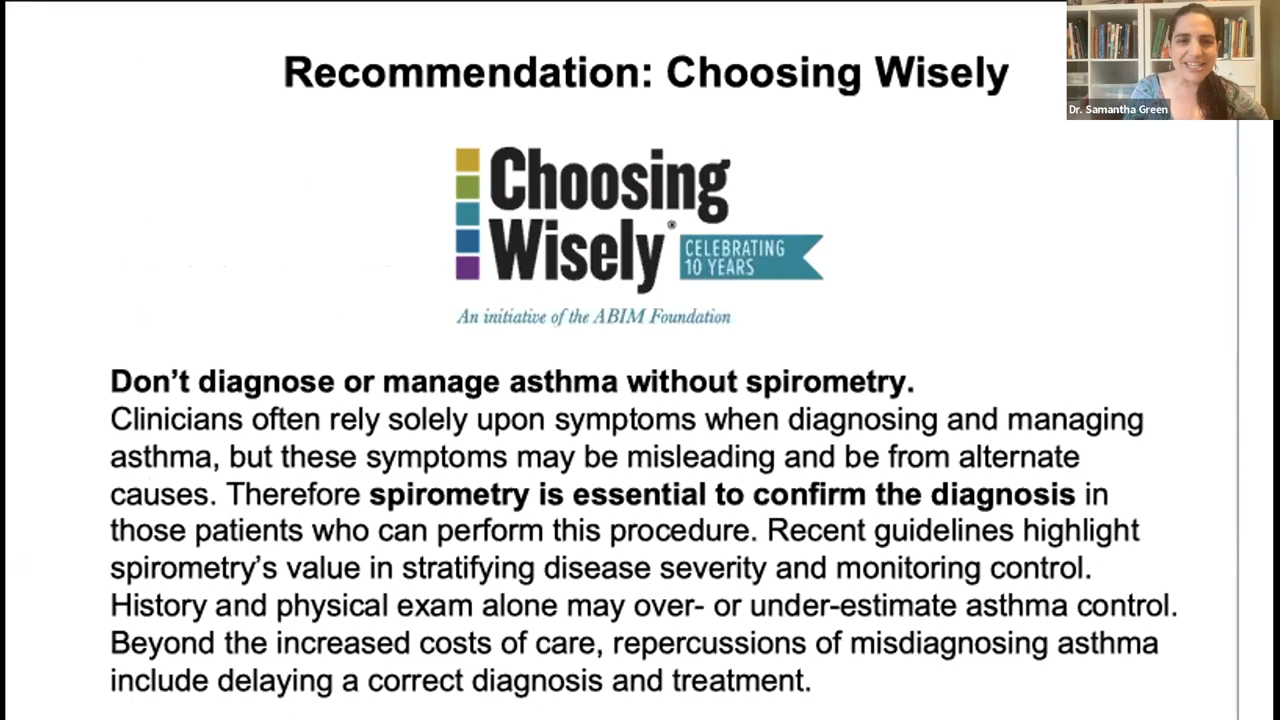 Recommendation: Choosing Wisely
Dr. Samantha Green
Choosing
Wisely®
CELEBRATING
10 YEARS
An initiative of the ABIM Foundation
Don't diagnose or manage asthma without spirometry.
Clinicians often rely solely upon symptoms when diagnosing and managing
asthma, but these symptoms may be misleading and be from alternate
causes. Therefore spirometry is essential to confirm the diagnosis in
those patients who can perform this procedure. Recent guidelines highlight
spirometry's value in stratifying disease severity and monitoring control.
History and physical exam alone may over- or under-estimate asthma control.
Beyond the increased costs of care, repercussions of misdiagnosing asthma
include delaying a correct diagnosis and treatment.